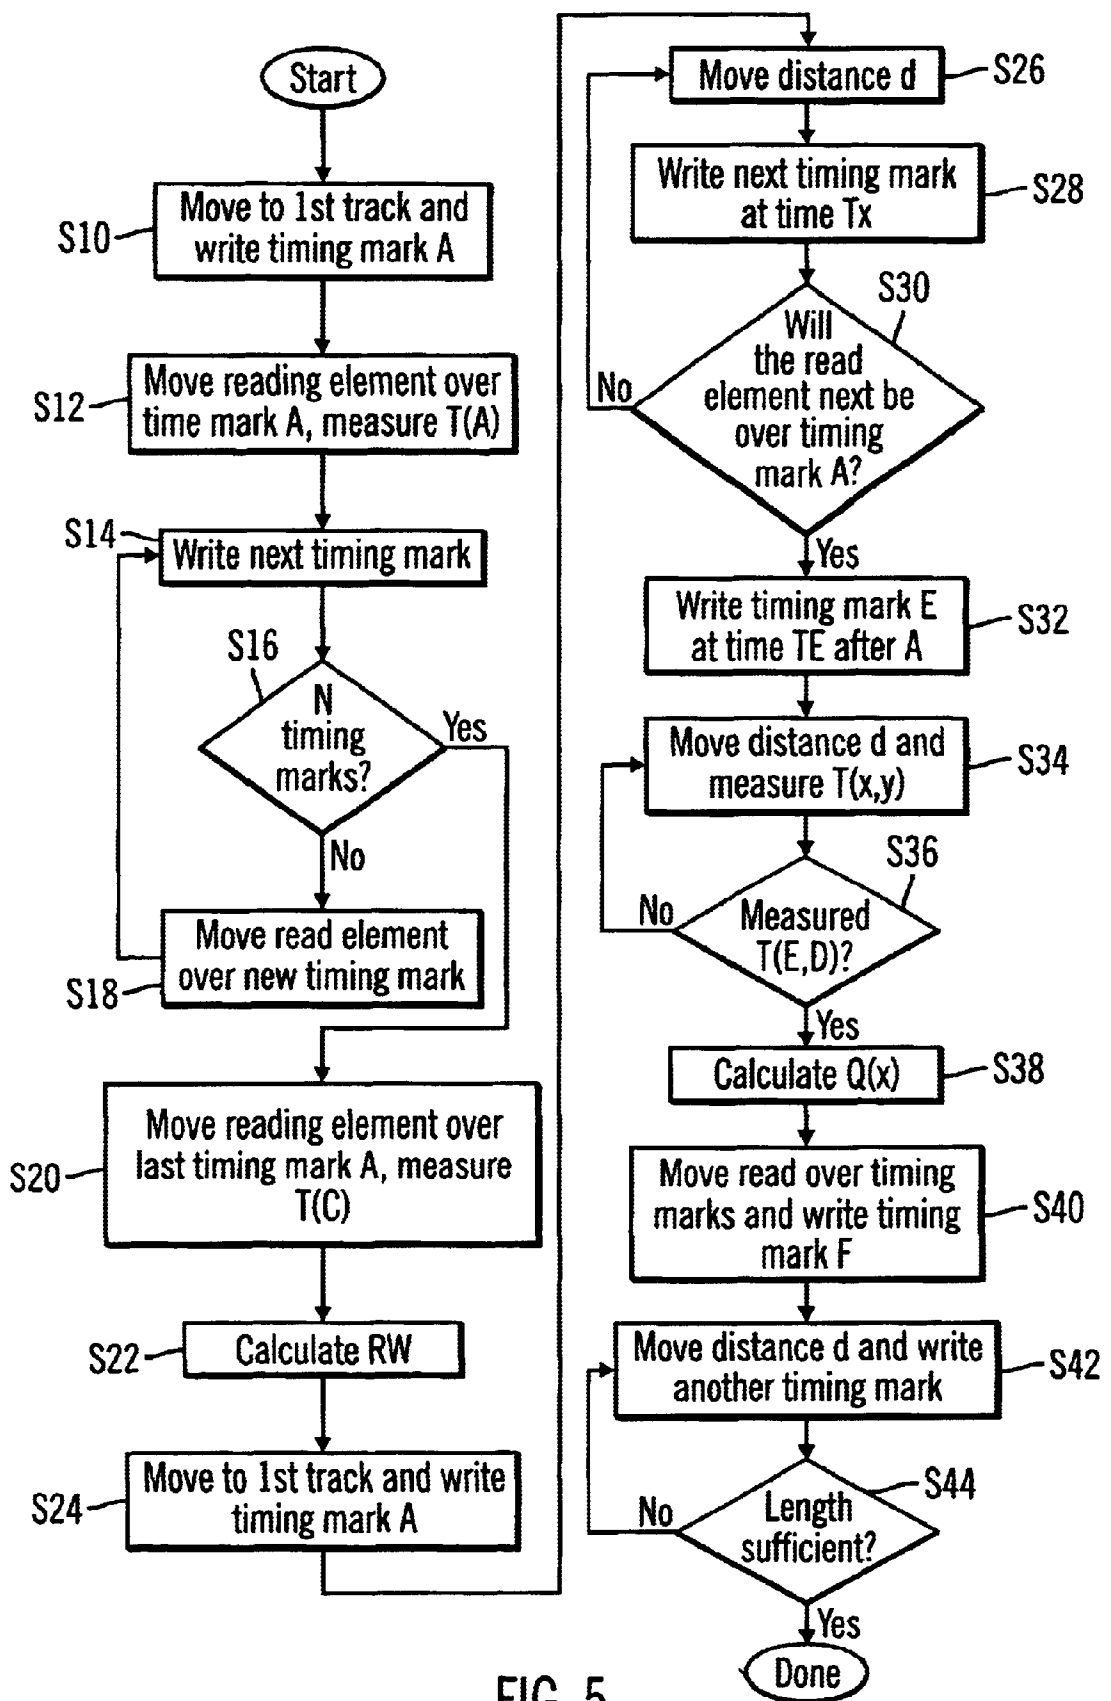 Start
S10
Move to 1st track and
write timing mark A
S12
Move reading element over
time mark A, measure T(A)
S14
Write next timing mark
S16
N
timing
marks?
Yes
No
Move read element
over new timing mark
S18
Move reading element over
last timing mark A, measure
T(C)
S20
Calculate RW
S22
Move to 1st track and write
timing mark A
S24
Move distance d
S26
Write next timing mark
at time Tx
S28
S30
Will
the read
element next be
over timing
mark A?
No
Yes
Write timing mark E
at time TE after A
S32
Move distance d and
measure T(x,y)
S34
S36
Measured
T(E,D)?
No
Yes
Calculate Q(x)
S38
Move read over timing
marks and write timing
mark F
S40
Move distance d and write
another timing mark
S42
S44
Length
sufficient?
No
Yes
Done
FIG. 5